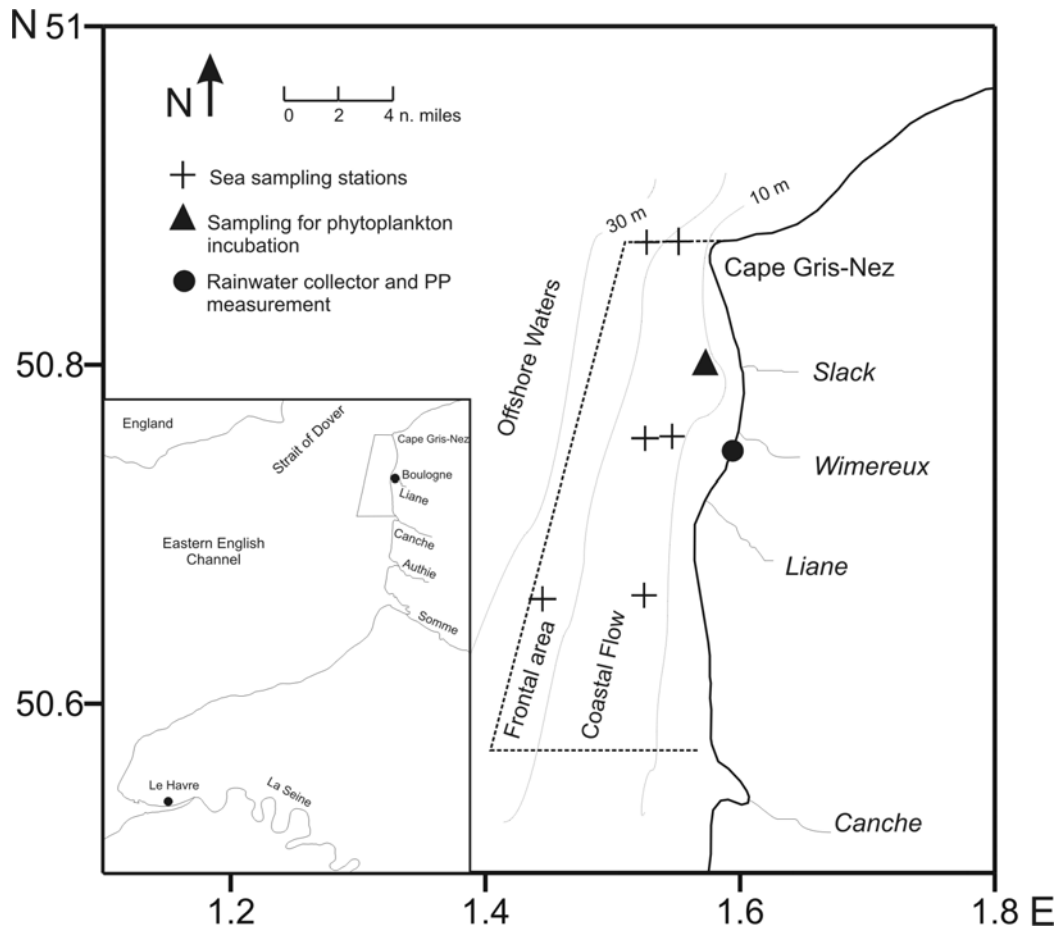 N 51
N
0 2 4 n. miles
Sea sampling stations
Sampling for phytoplankton
incubation
Rainwater collector and PP
measurement
30 m
10 m
Cape Gris-Nez
Offshore Waters
50.8
Slack
Wimereux
Liane
Frontal area
Coastal Flow
50.6
Canche
England
Strait of Dover
Cape Gris-Nez
Boulogne
Liane
Eastern English
Channel
Canche
Authie
Somme
Le Havre
La Seine
1.2 1.4 1.6 1.8 E